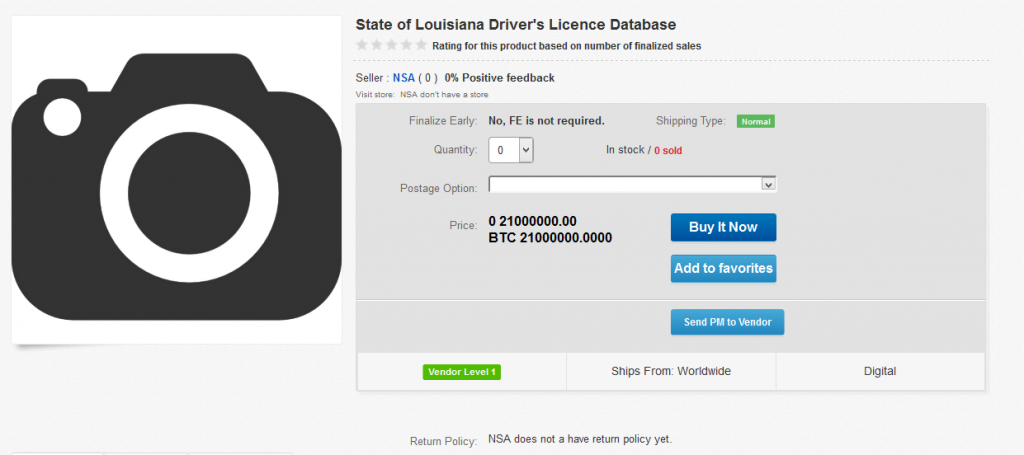 State of Louisiana Driver's Licence Database
Rating for this product based on number of finalized sales
Seller : NSA ( 0 ) 0% Positive feedback
Visit store: NSA don't have a store
Finalize Early: No, FE is not required. Shipping Type: Normal
Quantity: 0 In stock / 0 sold
Postage Option:
Price: 0 21000000.00
BTC 21000000.0000
Buy It Now
Add to favorites
Send PM to Vendor
Vendor Level 1 Ships From: Worldwide Digital
Return Policy: NSA does not a have return policy yet.